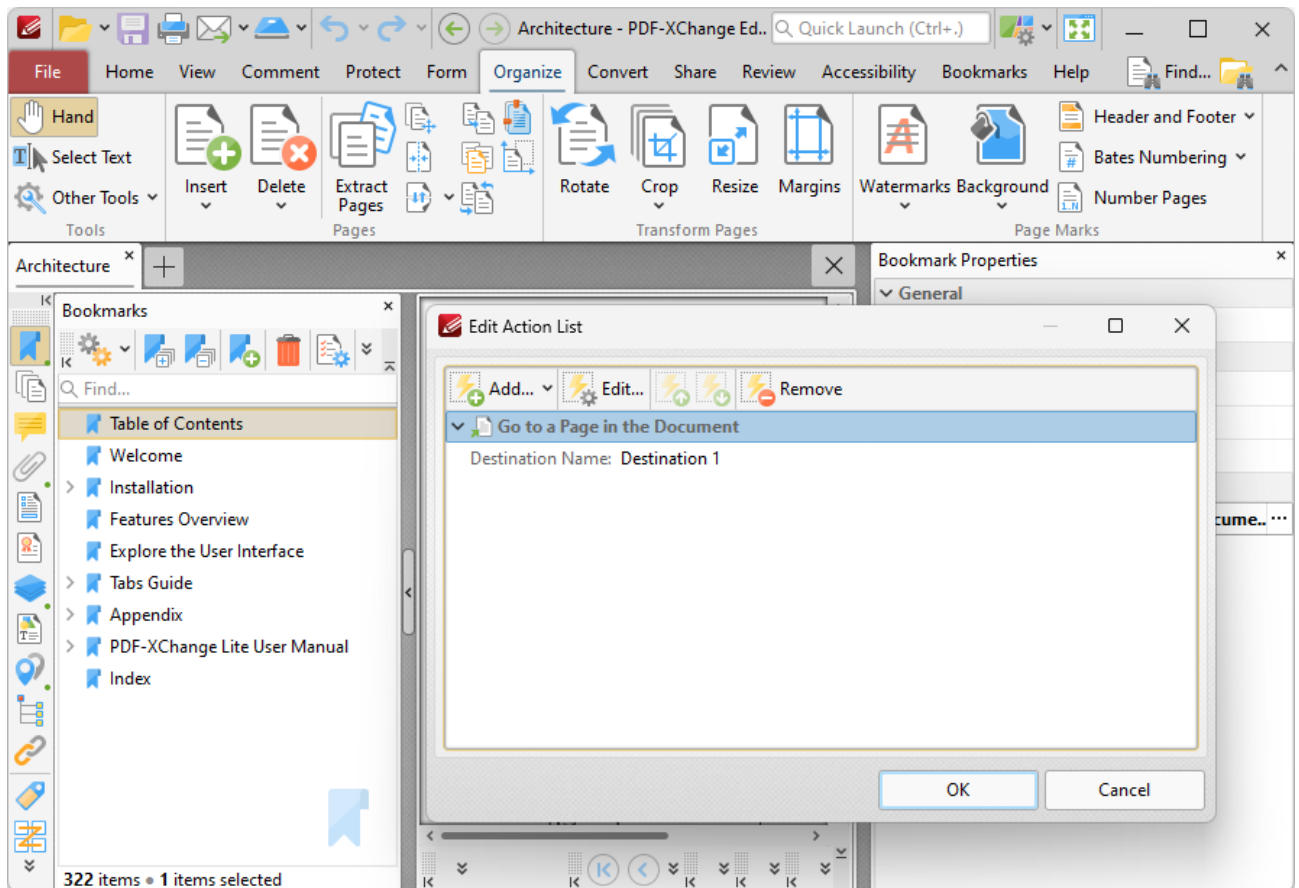 Architecture - PDF-XChange Ed.. Quick Launch (Ctrl+.)
File Home View Comment Protect Form Organize Convert Share Review Accessibility Bookmarks Help Find...
Hand
Select Text
Other Tools
Tools
Insert
Delete
Extract Pages
Pages
Rotate
Crop
Resize
Margins
Transform Pages
Watermarks
Background
Header and Footer
Bates Numbering
Number Pages
Page Marks
Architecture
Bookmarks
Find...
Table of Contents
Welcome
Installation
Features Overview
Explore the User Interface
Tabs Guide
Appendix
PDF-XChange Lite User Manual
Index
322 items • 1 items selected
Bookmark Properties
General
cume.. ...
Edit Action List
Add... Edit... Remove
Go to a Page in the Document
Destination Name: Destination 1
OK Cancel